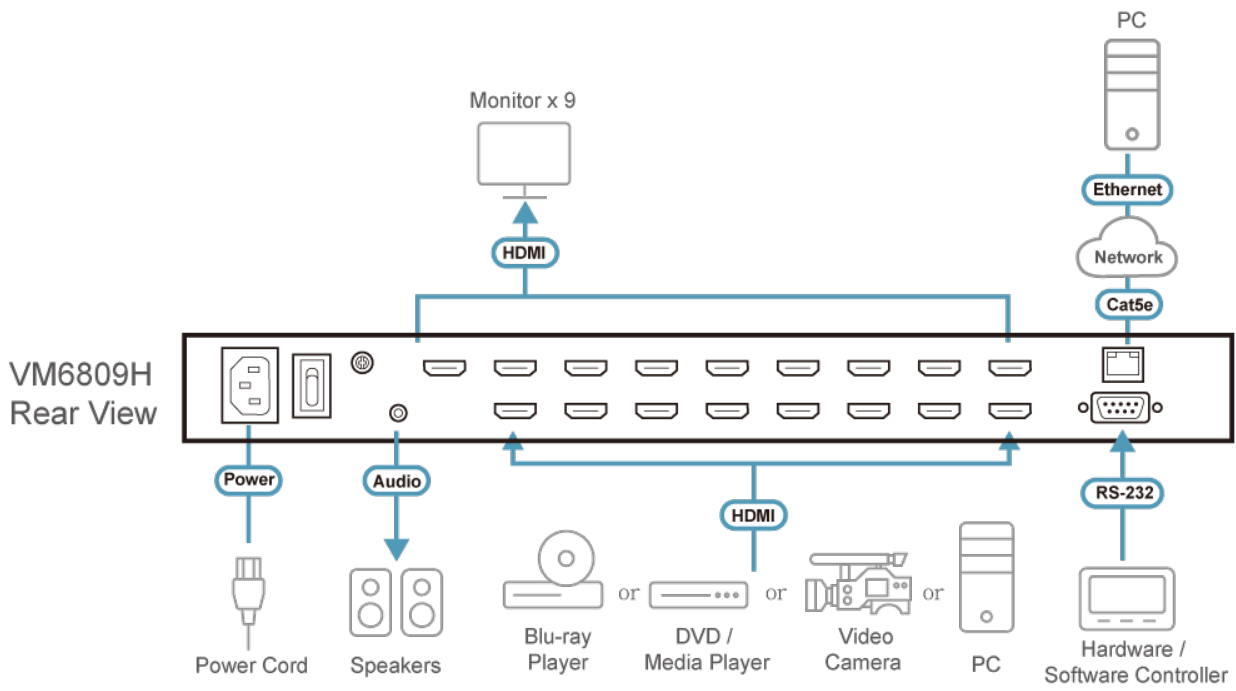 PC
Monitor x 9
Ethernet
HDMI
Network
Cat5e
VM6809H
Rear View
Power
Audio
RS-232
HDMI
or
or
or
Power Cord
Speakers
Blu-ray
Player
DVD /
Media Player
Video
Camera
PC
Hardware /
Software Controller